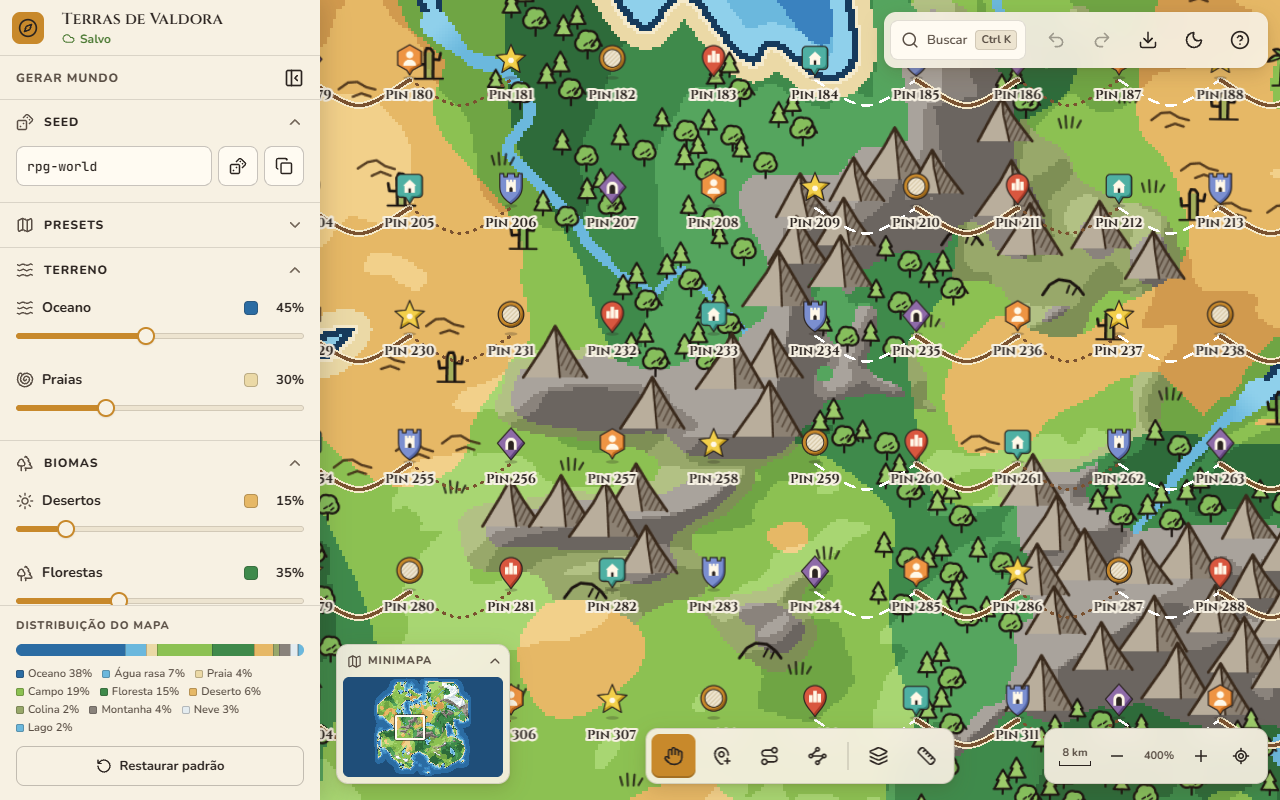 Terras de Valdora
Salvo
GERAR MUNDO
SEED
rpg-world
PRESETS
TERRENO
Oceano 45%
Praias 30%
BIOMAS
Desertos 15%
Florestas 35%
DISTRIBUIÇÃO DO MAPA
Oceano 38% Água rasa 7% Praia 4%
Campo 19% Floresta 15% Deserto 6%
Colina 2% Montanha 4% Neve 3%
Lago 2%
Restaurar padrão
Buscar Ctrl K
79 Pin 180 Pin 181 Pin 182 Pin 183 Pin 184 Pin 185 Pin 186 Pin 187 Pin 188
04 Pin 205 Pin 206 Pin 207 Pin 208 Pin 209 Pin 210 Pin 211 Pin 212 Pin 213
29 Pin 230 Pin 231 Pin 232 Pin 233 Pin 234 Pin 235 Pin 236 Pin 237 Pin 238
54 Pin 255 Pin 256 Pin 257 Pin 258 Pin 259 Pin 260 Pin 261 Pin 262 Pin 263
79 Pin 280 Pin 281 Pin 282 Pin 283 Pin 284 Pin 285 Pin 286 Pin 287 Pin 288
04 306 Pin 307 Pin 311
MINIMAPA
8 km 400%